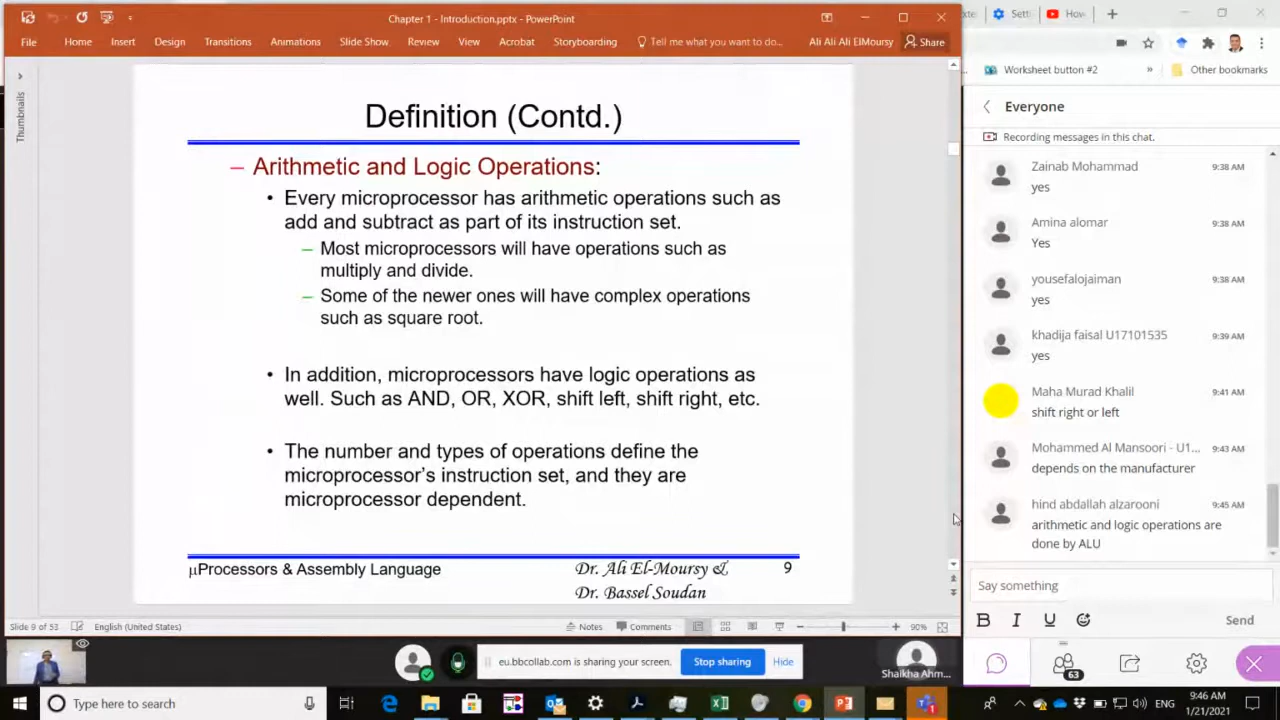 Chapter 1 - Introduction.pptx - PowerPoint
File Home Insert Design Transitions Animations Slide Show Review View Acrobat Storyboarding Tell me what you want to do... Ali Ali Ali ElMoursy Share
Thumbnails
Definition (Contd.)
– Arithmetic and Logic Operations:
• Every microprocessor has arithmetic operations such as
add and subtract as part of its instruction set.
– Most microprocessors will have operations such as
multiply and divide.
– Some of the newer ones will have complex operations
such as square root.
• In addition, microprocessors have logic operations as
well. Such as AND, OR, XOR, shift left, shift right, etc.
• The number and types of operations define the
microprocessor's instruction set, and they are
microprocessor dependent.
µProcessors & Assembly Language
Dr. Ali El-Moursy &
Dr. Bassel Soudan
9
Slide 9 of 53 English (United States) Notes Comments 90%
Sett How
Worksheet button #2 » Other bookmarks
Everyone
Recording messages in this chat.
Zainab Mohammad 9:38 AM
yes
Amina alomar 9:38 AM
Yes
yousefalojaiman 9:38 AM
yes
khadija faisal U17101535 9:39 AM
yes
Maha Murad Khalil 9:41 AM
shift right or left
Mohammed Al Mansoori - U1... 9:43 AM
depends on the manufacturer
hind abdallah alzarooni 9:45 AM
arithmetic and logic operations are
done by ALU
Say something
B I U Send
63
eu.bbcollab.com is sharing your screen. Stop sharing Hide
Shaikha Ahm...
Type here to search
ENG
9:46 AM
1/21/2021